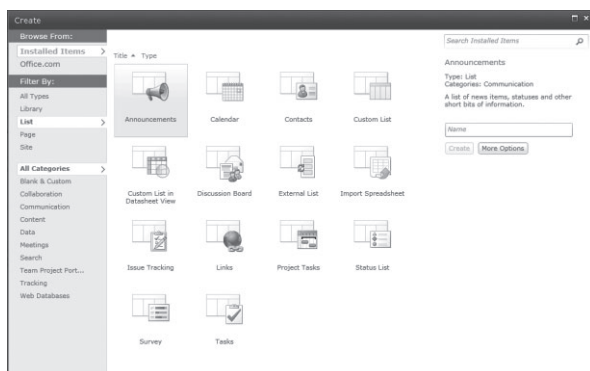 Create
Browse From:
Installed Items
Office.com
Filter By:
All Types
Library
List
Page
Site
All Categories
Blank & Custom
Collaboration
Communication
Content
Data
Meetings
Search
Team Project Port...
Tracking
Web Databases
Title Type
Announcements Calendar Contacts Custom List
Custom List in
Datasheet View
Discussion Board External List Import Spreadsheet
Issue Tracking Links Project Tasks Status List
Survey Tasks
Search Installed Items
Announcements
Type: List
Categories: Communication
A list of news items, statuses and other
short bits of information.
Name
Create More Options